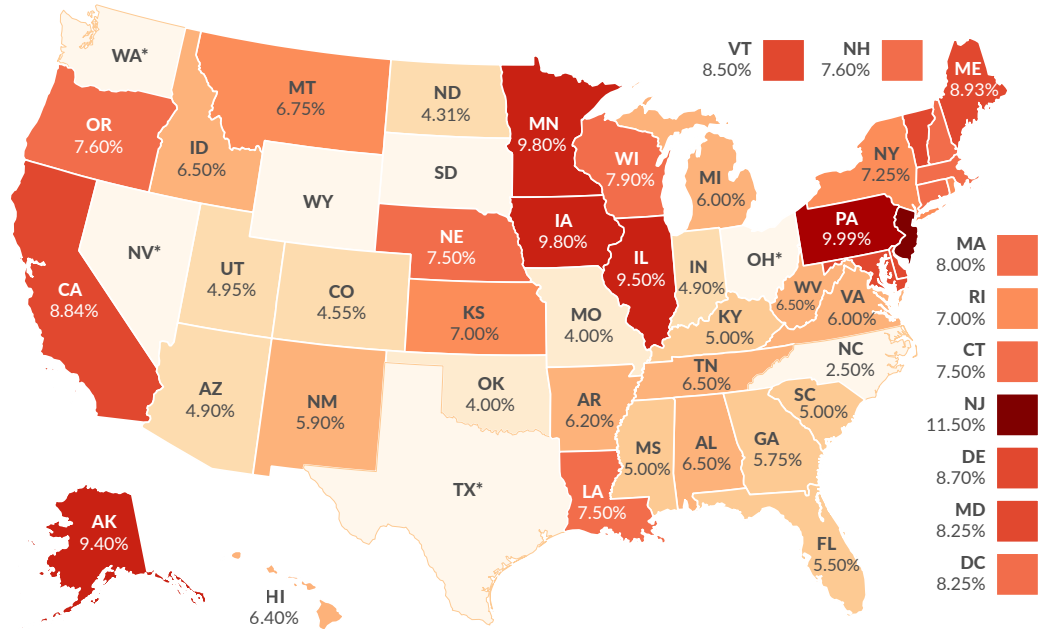 VT
8.50%
NH
7.60%
WA*
ME
8.93%
MT
6.75%
ND
4.31%
MN
9.80%
OR
7.60%
ID
6.50%
WI
7.90%
NY
7.25%
SD
MI
6.00%
WY
IA
9.80%
PA
9.99%
NE
7.50%
NV*
IL
9.50%
OH*
MA
8.00%
UT
4.95%
IN
4.90%
CA
8.84%
CO
4.55%
WV
6.50%
VA
6.00%
RI
7.00%
KS
7.00%
MO
4.00%
KY
5.00%
NC
2.50%
CT
7.50%
TN
6.50%
AZ
4.90%
OK
4.00%
NM
5.90%
AR
6.20%
SC
5.00%
NJ
11.50%
MS
5.00%
AL
6.50%
GA
5.75%
DE
8.70%
TX*
LA
7.50%
AK
9.40%
MD
8.25%
FL
5.50%
DC
8.25%
HI
6.40%